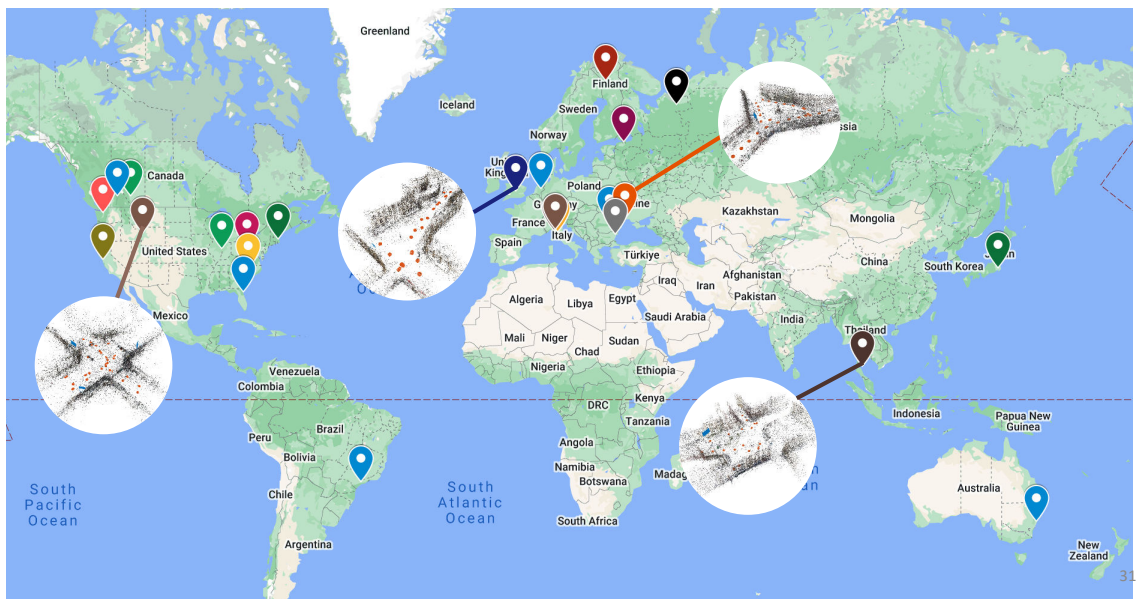 Greenland
Iceland
Finland
Sweden
Norway
Canada
United States
Mexico
Poland
France
Italy
Spain
Türkiye
Kazakhstan
Mongolia
China
South Korea
Afghanistan
Pakistan
Iraq
Iran
India
Thailand
Algeria
Libya
Egypt
Saudi Arabia
Mali
Niger
Chad
Sudan
Nigeria
Ethiopia
DRC
Kenya
Tanzania
Angola
Namibia
Botswana
South Africa
Venezuela
Colombia
Peru
Brazil
Bolivia
Chile
Argentina
Indonesia
Papua New
Guinea
Australia
New
Zealand
South
Pacific
Ocean
South
Atlantic
Ocean
31